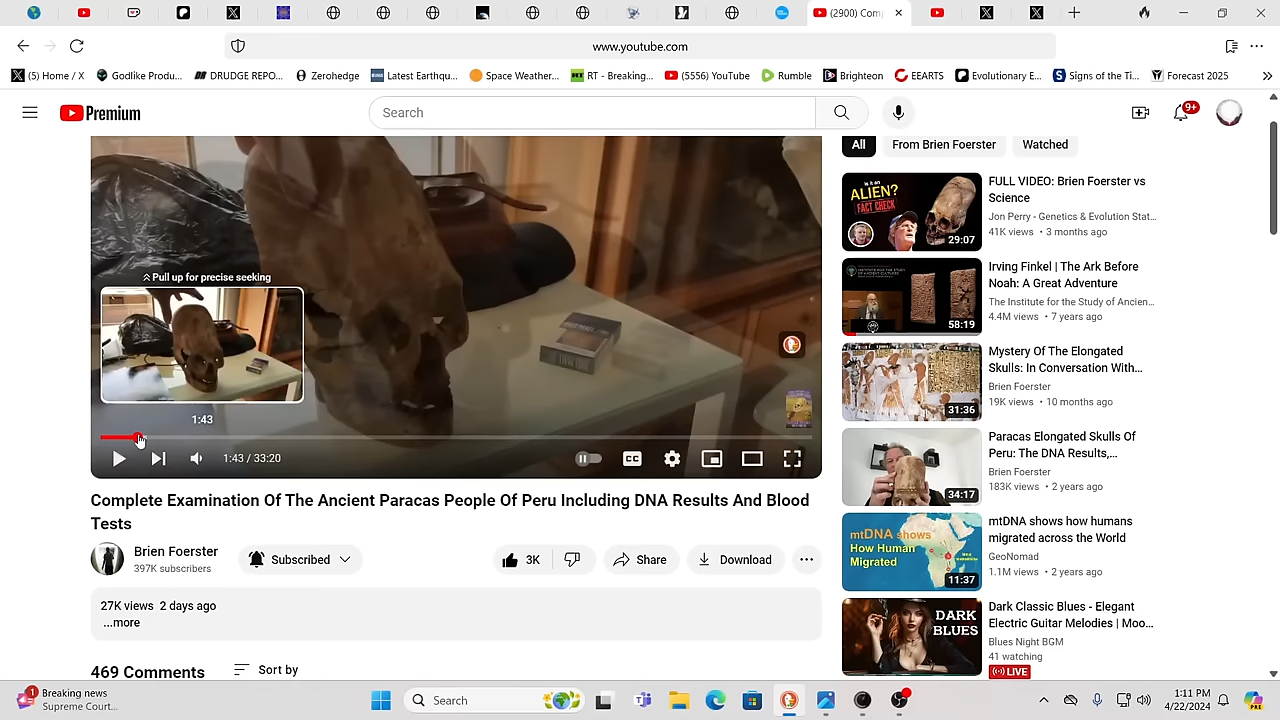 (2900) Com
www.youtube.com
(5) Home / X
Godlike Produ...
DRUDGE REPO...
Zerohedge
Latest Earthqu...
Space Weather...
RT - Breaking...
(5556) YouTube
Rumble
Brighteon
EEARTS
Evolutionary E...
Signs of the Ti...
Forecast 2025
Premium
Search
9+
All
From Brien Foerster
Watched
Pull up for precise seeking
1:43
1:43 / 33:20
CC
Complete Examination Of The Ancient Paracas People Of Peru Including DNA Results And Blood
Tests
Brien Foerster
397K subscribers
Subscribed
3K
Share
Download
27K views 2 days ago
...more
469 Comments
Sort by
is it an
ALIEN?
FACT CHECK
29:07
FULL VIDEO: Brien Foerster vs
Science
Jon Perry - Genetics & Evolution Stat...
41K views • 3 months ago
58:19
Irving Finkel | The Ark Before
Noah: A Great Adventure
The Institute for the Study of Ancien...
4.4M views • 7 years ago
31:36
Mystery Of The Elongated
Skulls: In Conversation With...
Brien Foerster
19K views • 10 months ago
34:17
Paracas Elongated Skulls Of
Peru: The DNA Results,...
Brien Foerster
183K views • 2 years ago
mtDNA shows
How Human
Migrated
11:37
mtDNA shows how humans
migrated across the World
GeoNomad
1.1M views • 2 years ago
DARK
BLUES
Dark Classic Blues - Elegant
Electric Guitar Melodies | Moo...
Blues Night BGM
41 watching
LIVE
1
Breaking news
Supreme Court...
Search
1:11 PM
4/22/2024
PRE